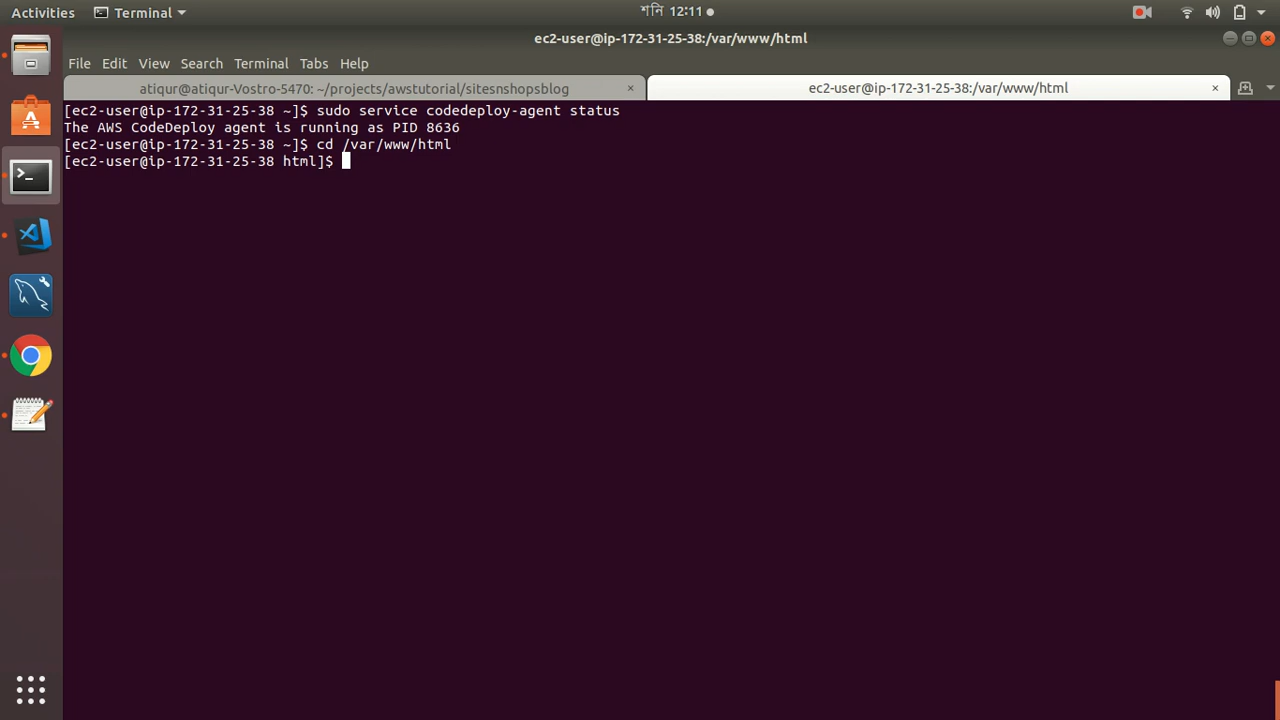 Activities Terminal শনি 12:11
ec2-user@ip-172-31-25-38:/var/www/html
File Edit View Search Terminal Tabs Help
atiqur@atiqur-Vostro-5470: ~/projects/awstutorial/sitesnshopsblog × ec2-user@ip-172-31-25-38:/var/www/html ×
[ec2-user@ip-172-31-25-38 ~]$ sudo service codedeploy-agent status
The AWS CodeDeploy agent is running as PID 8636
[ec2-user@ip-172-31-25-38 ~]$ cd /var/www/html
[ec2-user@ip-172-31-25-38 html]$